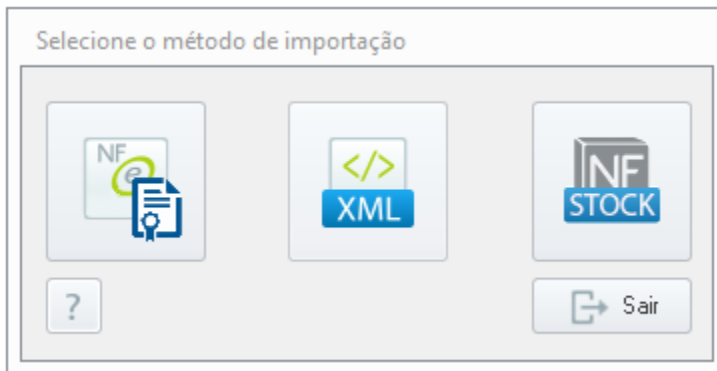 Selecione o método de importação
NF
e
</>
XML
NF
STOCK
?
Sair